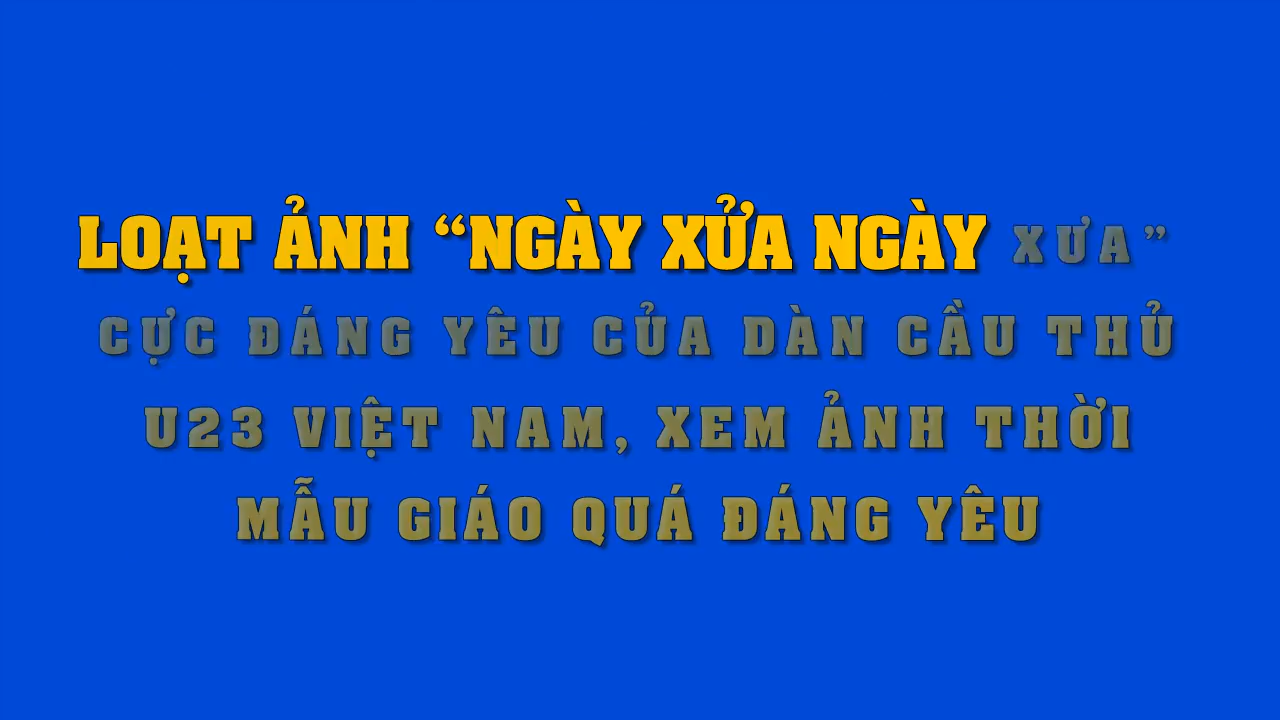 LOẠT ẢNH “NGÀY XỬA NGÀY XƯA”
CỰC ĐÁNG YÊU CỦA DÀN CẦU THỦ
U23 VIỆT NAM, XEM ẢNH THỜI
MẪU GIÁO QUÁ ĐÁNG YÊU